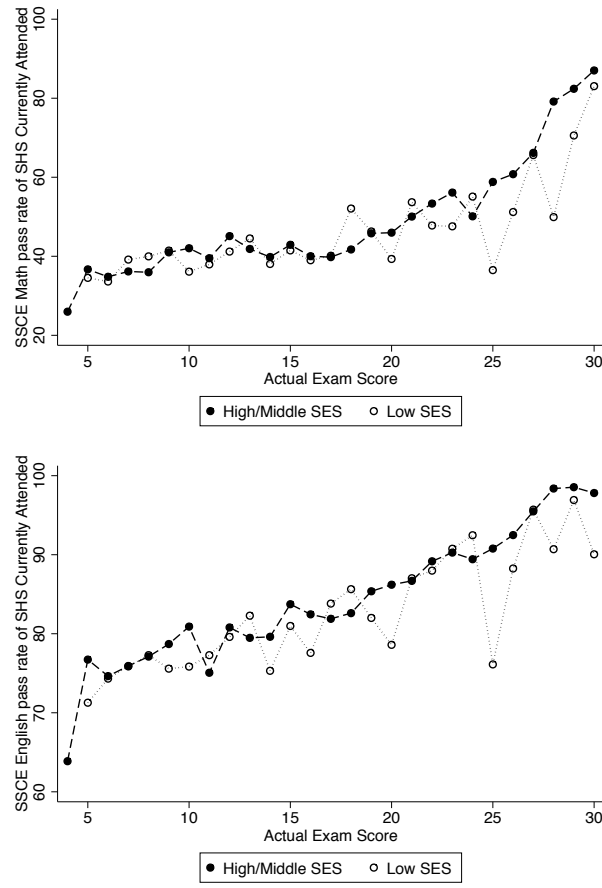 SSCE Math pass rate of SHS Currently Attended
100
80
60
40
20
5 10 15 20 25 30
Actual Exam Score
High/Middle SES Low SES
SSCE English pass rate of SHS Currently Attended
100
90
80
70
60
5 10 15 20 25 30
Actual Exam Score
High/Middle SES Low SES